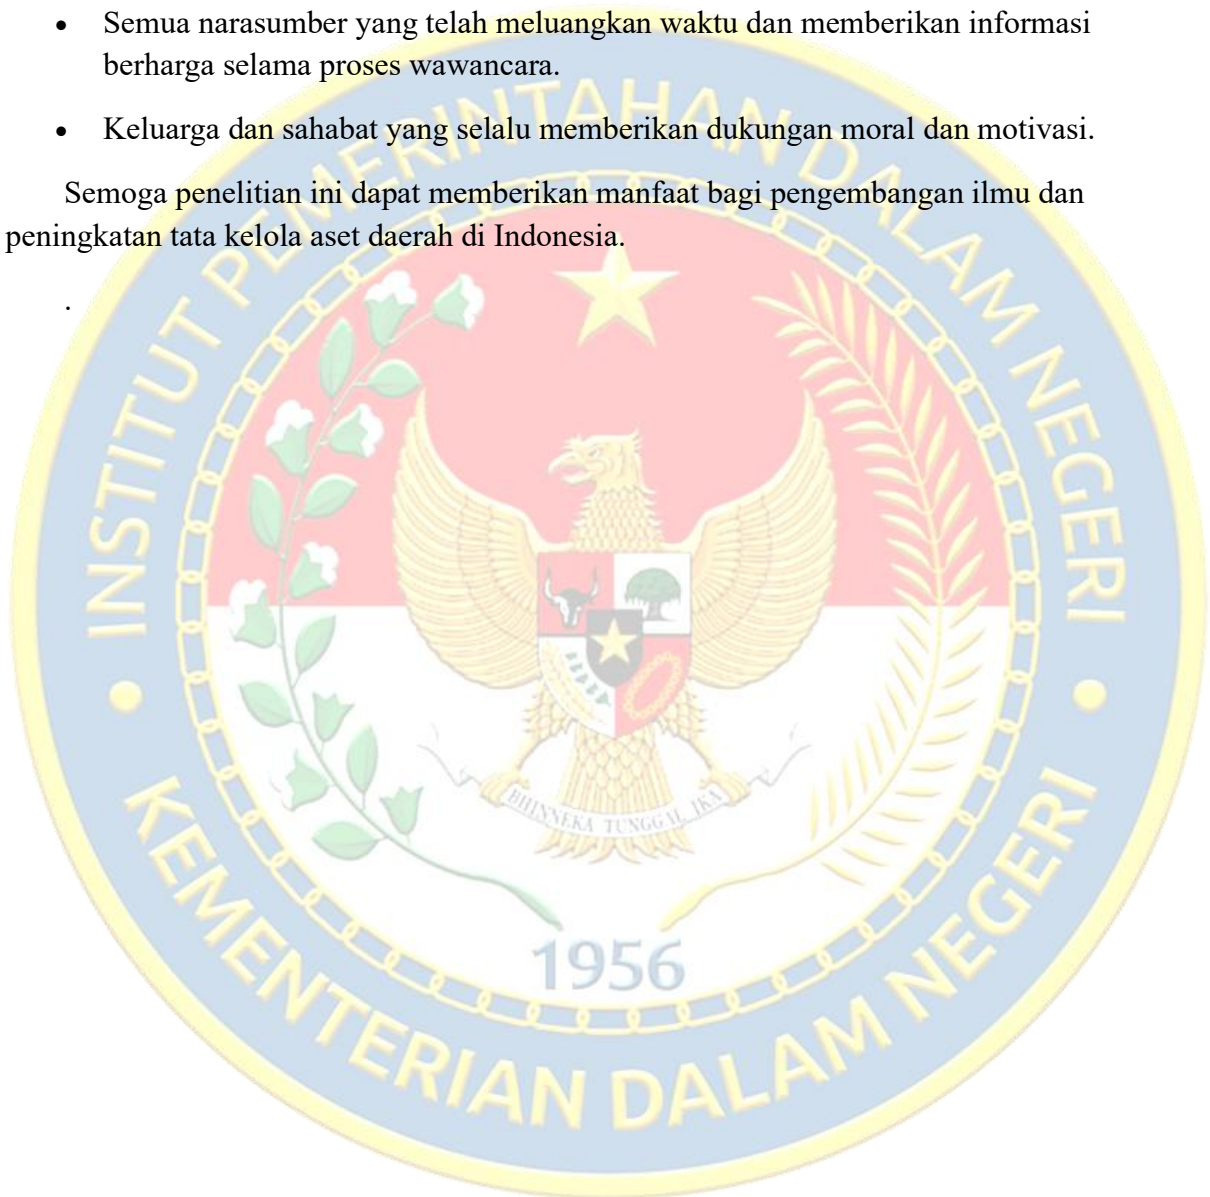 • Semua narasumber yang telah meluangkan waktu dan memberikan informasi
berharga selama proses wawancara.
• Keluarga dan sahabat yang selalu memberikan dukungan moral dan motivasi.
Semoga penelitian ini dapat memberikan manfaat bagi pengembangan ilmu dan
peningkatan tata kelola aset daerah di Indonesia.
.
INSTITUT PEMERINTAHAN DALAM NEGERI
BHINNEKA TUNGGAL IKA
1956
• KEMENTERIAN DALAM NEGERI •